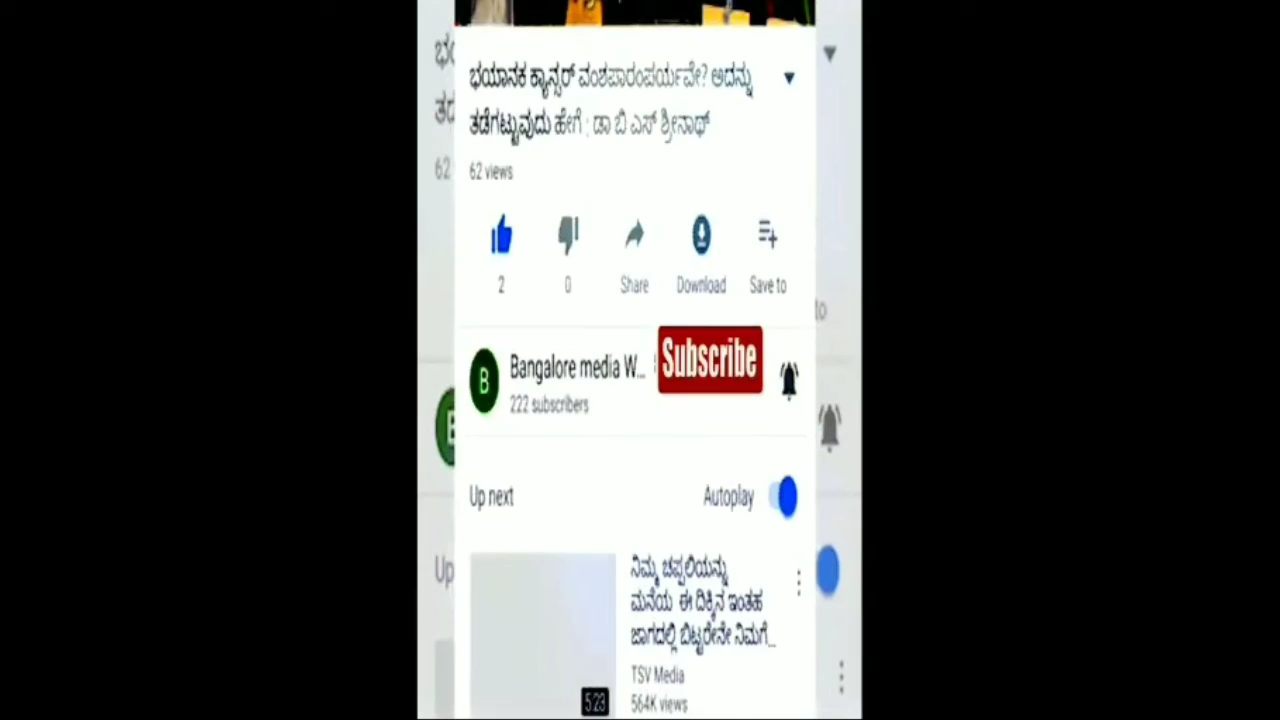 ಭಯಾನಕ ಕ್ಯಾನ್ಸರ್ ವಂಶಪಾರಂಪರ್ಯವೇ? ಅದನ್ನು
ತಡೆಗಟ್ಟುವುದು ಹೇಗೆ ; ಡಾ ಬಿ ಎಸ್ ಶ್ರೀನಾಥ್
62 views
2
0
Share
Download
Save to
Bangalore media W...
Subscribe
222 subscribers
Up next
Autoplay
ನಿಮ್ಮ ಚಪ್ಪಲಿಯನ್ನು
ಮನೆಯ ಈ ದಿಕ್ಕಿನ ಇಂತಹ
ಜಾಗದಲ್ಲಿ ಬಿಟ್ಟರೇನೇ ನಿಮಗೆ...
TSV Media
564K views
5:23